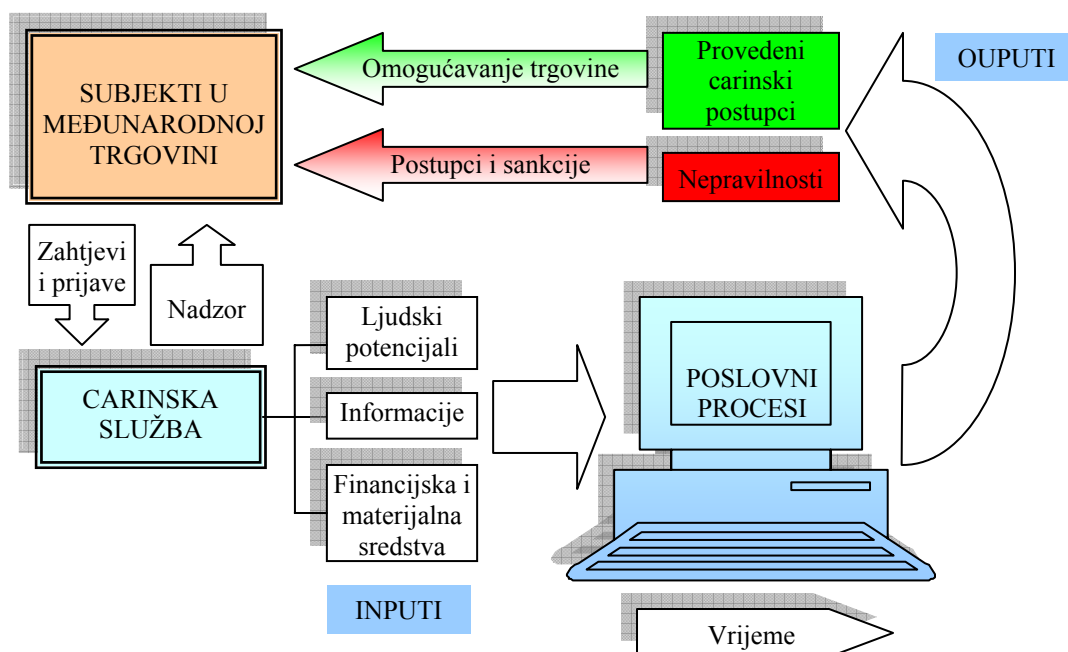 SUBJEKTI U
MEĐUNARODNOJ
TRGOVINI
Omogućavanje trgovine
Provedeni
carinski
postupci
OUPUTI
Postupci i sankcije
Nepravilnosti
Zahtjevi
i prijave
Nadzor
CARINSKA
SLUŽBA
Ljudski
potencijali
Informacije
Financijska i
materijalna
sredstva
INPUTI
POSLOVNI
PROCESI
Vrijeme